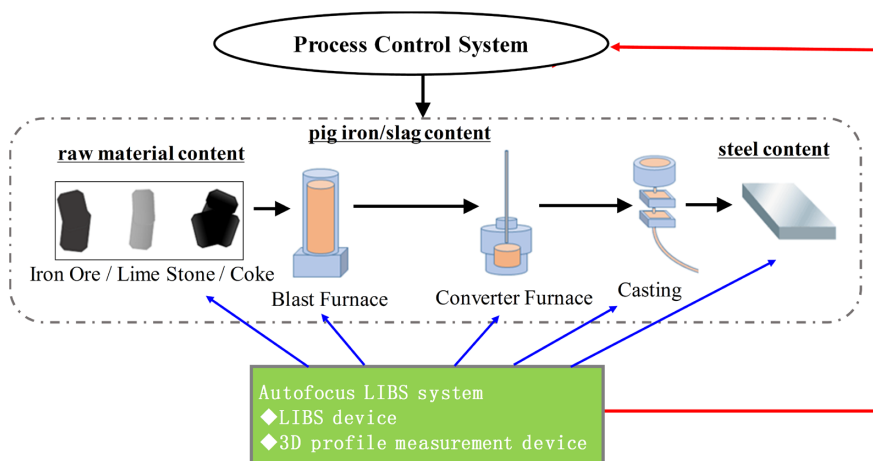 Process Control System
pig iron/slag content
raw material content
steel content
Iron Ore / Lime Stone / Coke
Blast Furnace
Converter Furnace
Casting
Autofocus LIBS system
◆LIBS device
◆3D profile measurement device